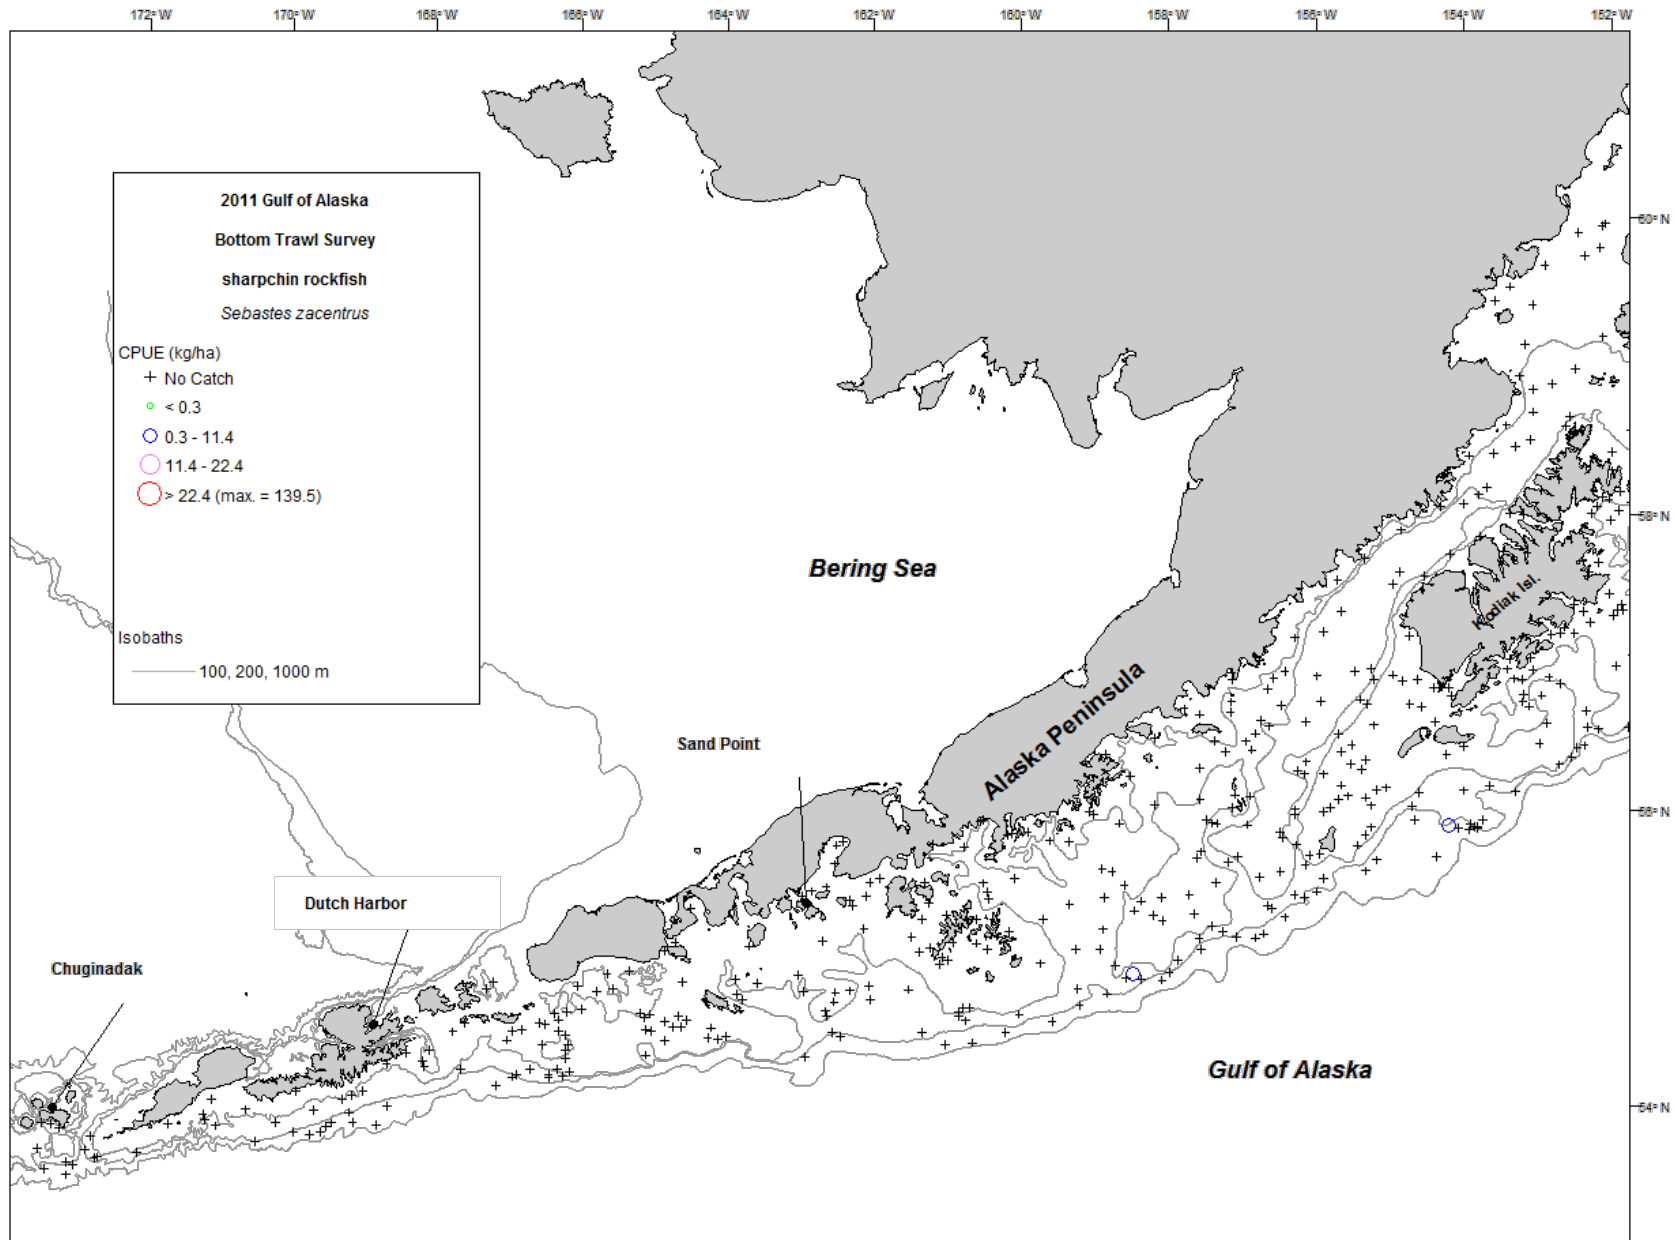 172° W 170° W 168° W 166° W 164° W 162° W 160° W 158° W 156° W 154° W 152° W
2011 Gulf of Alaska
Bottom Trawl Survey
sharpchin rockfish
Sebastes zacentrus
CPUE (kg/ha)
+ No Catch
< 0.3
0.3 - 11.4
11.4 - 22.4
> 22.4 (max. = 139.5)
Isobaths
100, 200, 1000 m
60° N
58° N
Bering Sea
Kodiak Isl.
Alaska Peninsula
Sand Point
56° N
Dutch Harbor
Chuginadak
Gulf of Alaska
54° N